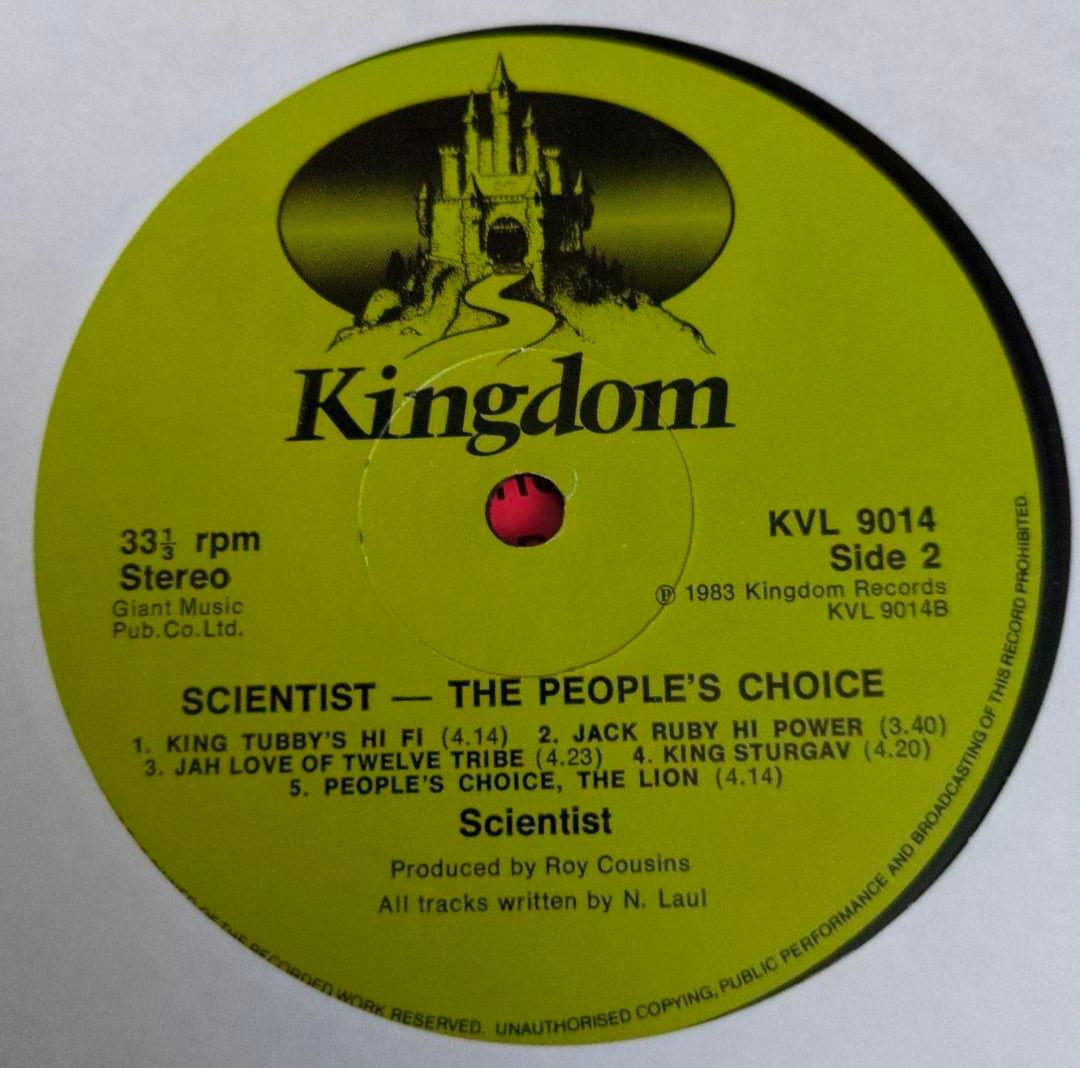 Kingdom
33⅓ rpm
Stereo
Giant Music
Pub.Co.Ltd.
KVL 9014
Side 2
℗ 1983 Kingdom Records
KVL 9014B
SCIENTIST — THE PEOPLE'S CHOICE
1. KING TUBBY'S HI FI (4.14) 2. JACK RUBY HI POWER (3.40)
3. JAH LOVE OF TWELVE TRIBE (4.23) 4. KING STURGAV (4.20)
5. PEOPLE'S CHOICE, THE LION (4.14)
Scientist
Produced by Roy Cousins
All tracks written by N. Laul
OF THE RECORDED WORK RESERVED. UNAUTHORISED COPYING, PUBLIC PERFORMANCE AND BROADCASTING OF THIS RECORD PROHIBITED.